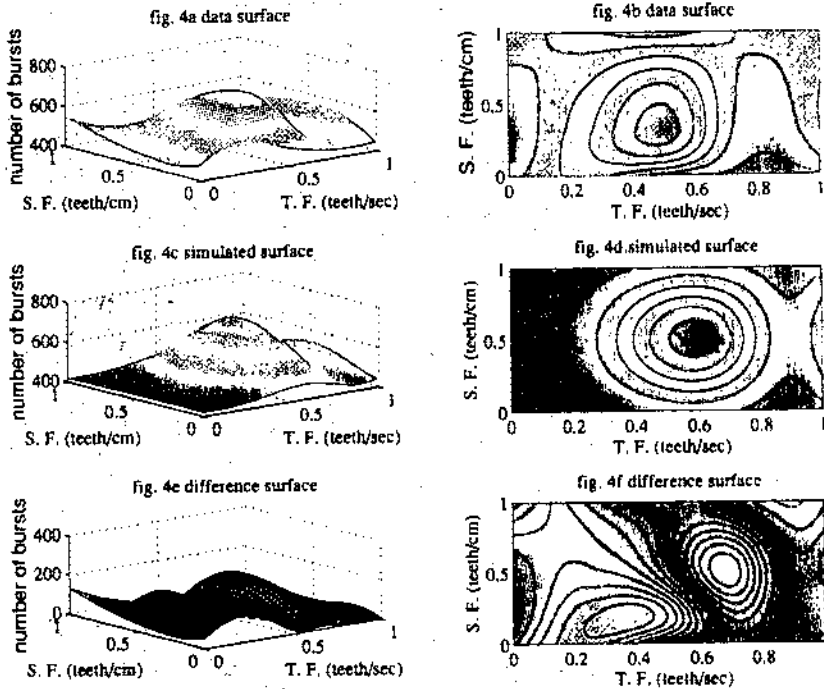 fig. 4a data surface
number of bursts
800
600
400
1
0.5
0
S. F. (teeth/cm)
0
0.5
1
T. F. (teeth/sec)
fig. 4b data surface
S. F. (teeth/cm)
1
0.5
0
0
0.2
0.4
0.6
0.8
1
T. F. (teeth/sec)
fig. 4c simulated surface
number of bursts
800
600
400
1
0.5
0
S. F. (teeth/cm)
0
0.5
1
T. F. (teeth/sec)
fig. 4d.simulated surface
S. F. (teeth/cm)
1
0.5
0
0
0.2
0.4
0.6
0.8
1
T. F. (teeth/sec)
fig. 4e difference surface
number of bursts
400
200
0
1
0.5
0
S. F. (teeth/cm)
0
0.5
1
T. F. (teeth/sec)
fig. 4f difference surface
S. F. (teeth/cm)
1
0.5
0
0
0.2
0.4
0.6
0.8
1
T. F. (teeth/sec)